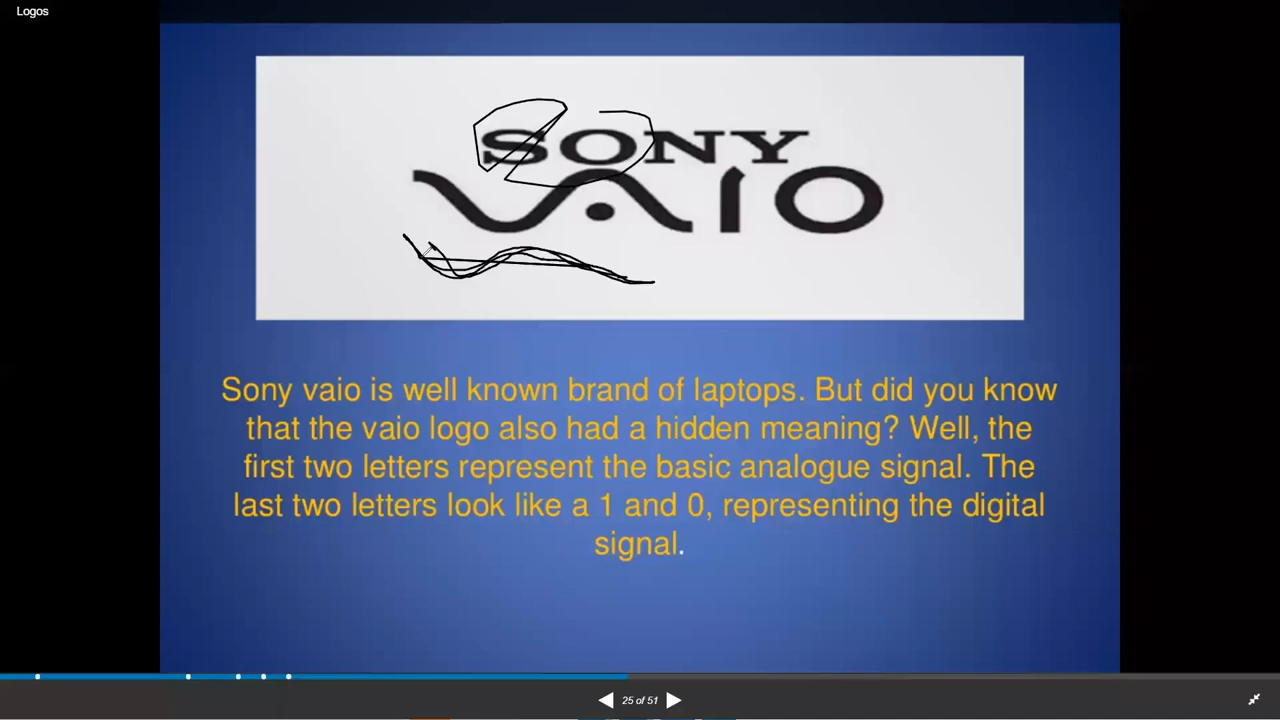 Logos
SONY
VAIO
Sony vaio is well known brand of laptops. But did you know
that the vaio logo also had a hidden meaning? Well, the
first two letters represent the basic analogue signal. The
last two letters look like a 1 and 0, representing the digital
signal.
25 of 51